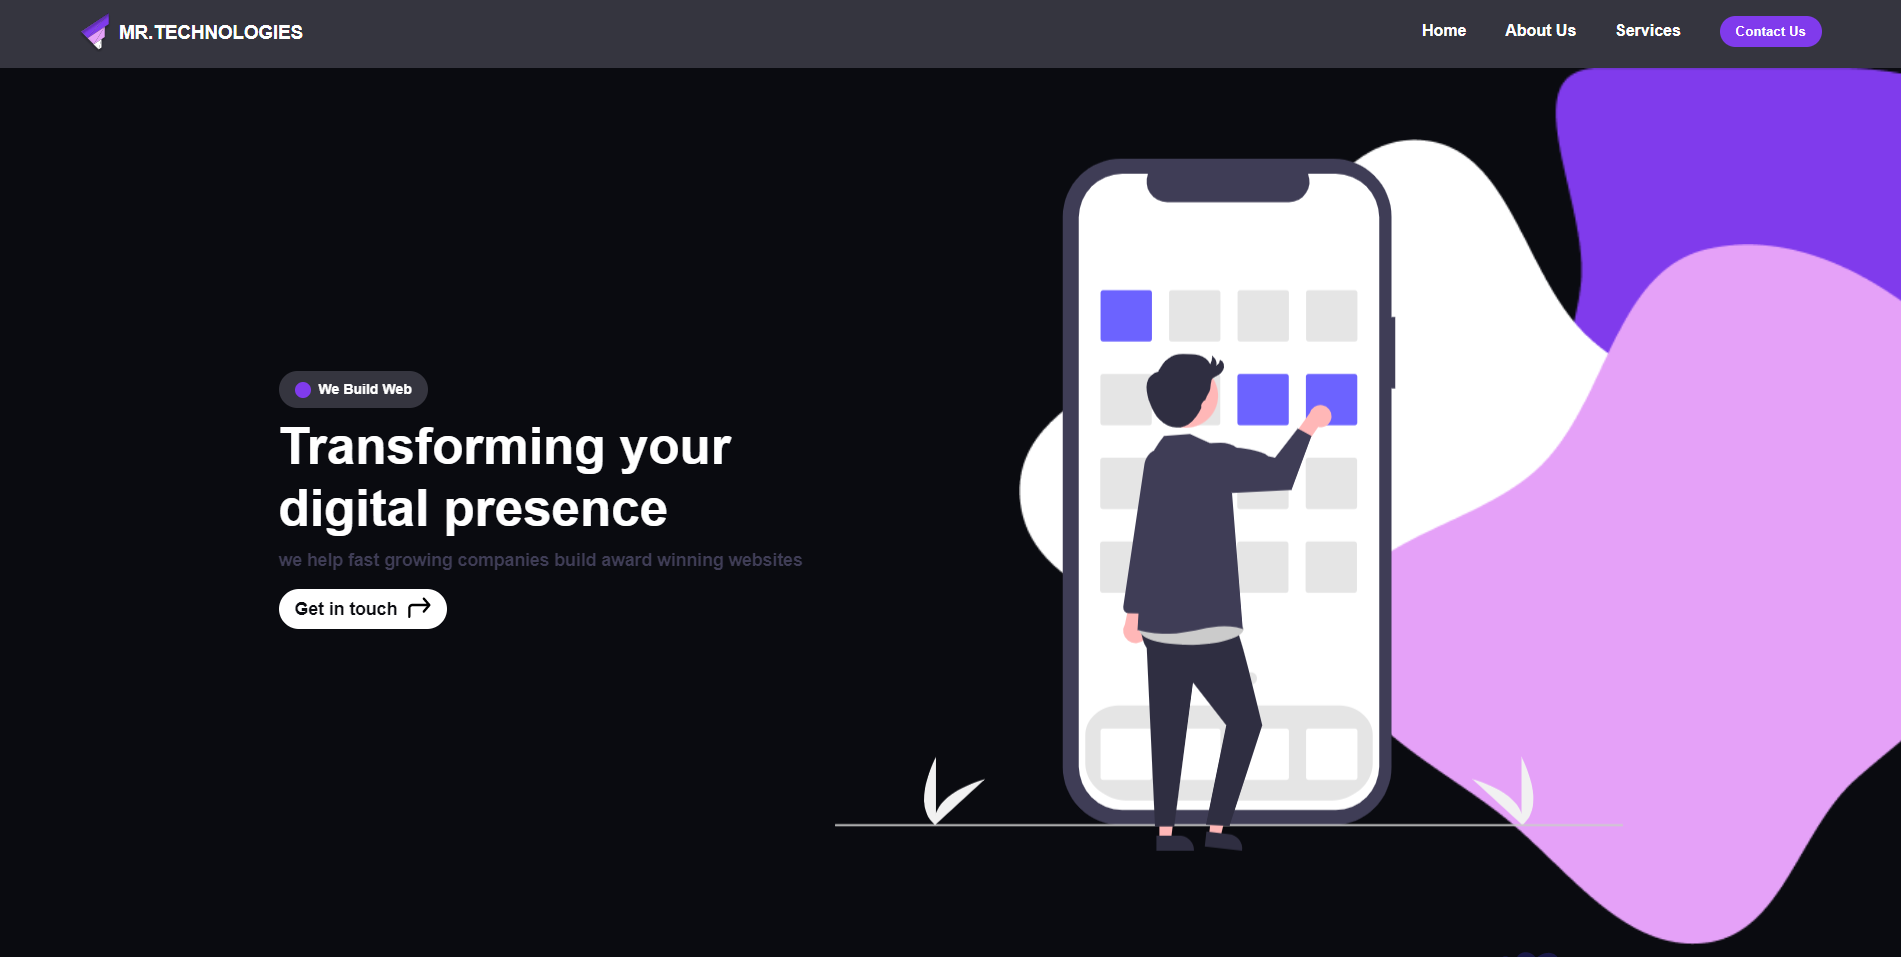 MR.TECHNOLOGIES
Home
About Us
Services
Contact Us
We Build Web
Transforming your
digital presence
we help fast growing companies build award winning websites
Get in touch